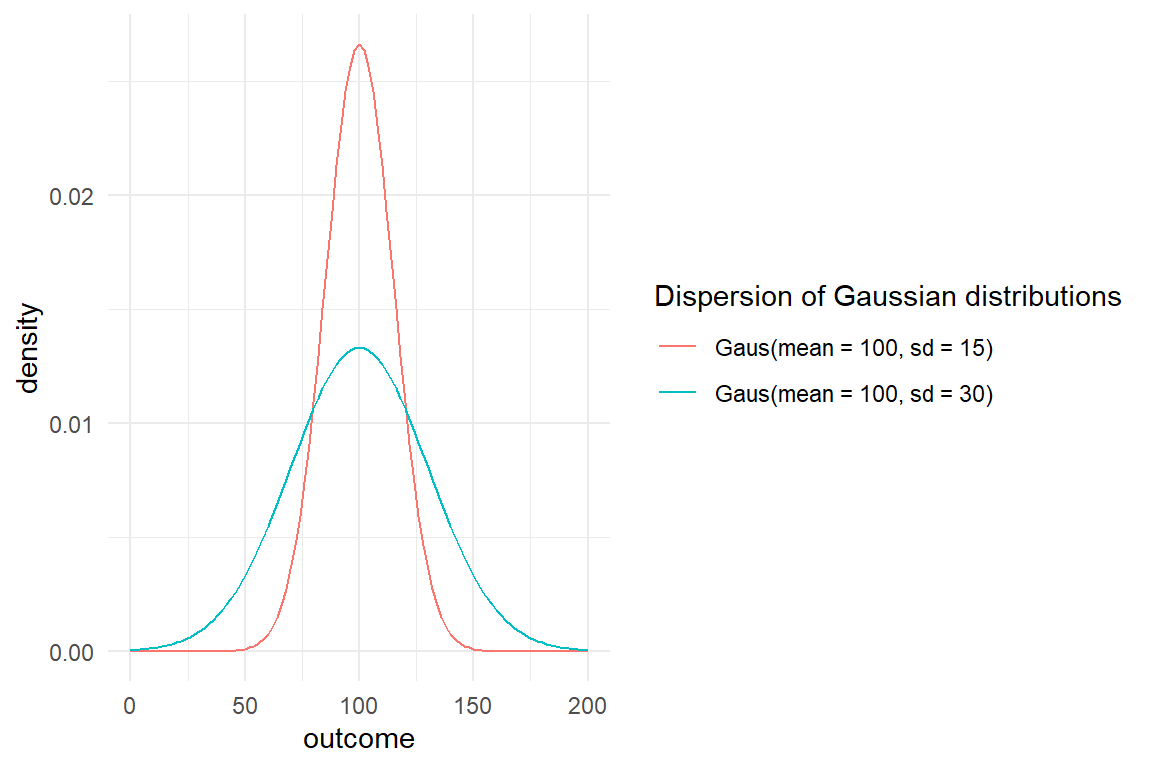 0.02
0.01
0.00
density
0 50 100 150 200
outcome
Dispersion of Gaussian distributions
Gaus(mean = 100, sd = 15)
Gaus(mean = 100, sd = 30)